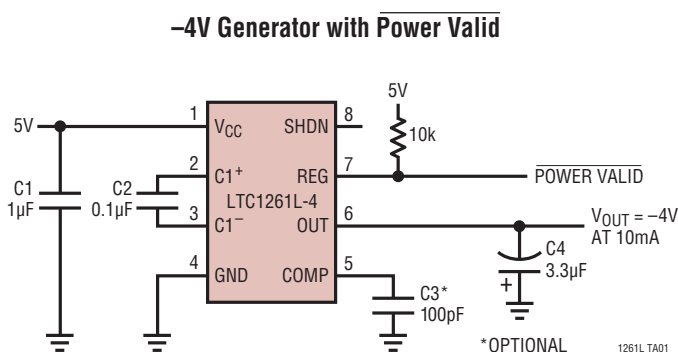 –4V Generator with Power Valid
5V
1
VCC
SHDN
8
5V
10k
2
C1+
REG
7
POWER VALID
C1
1µF
C2
0.1µF
LTC1261L-4
3
C1–
OUT
6
VOUT = –4V
AT 10mA
4
GND
COMP
5
C4
3.3µF
+
C3*
100pF
*OPTIONAL
1261L TA01